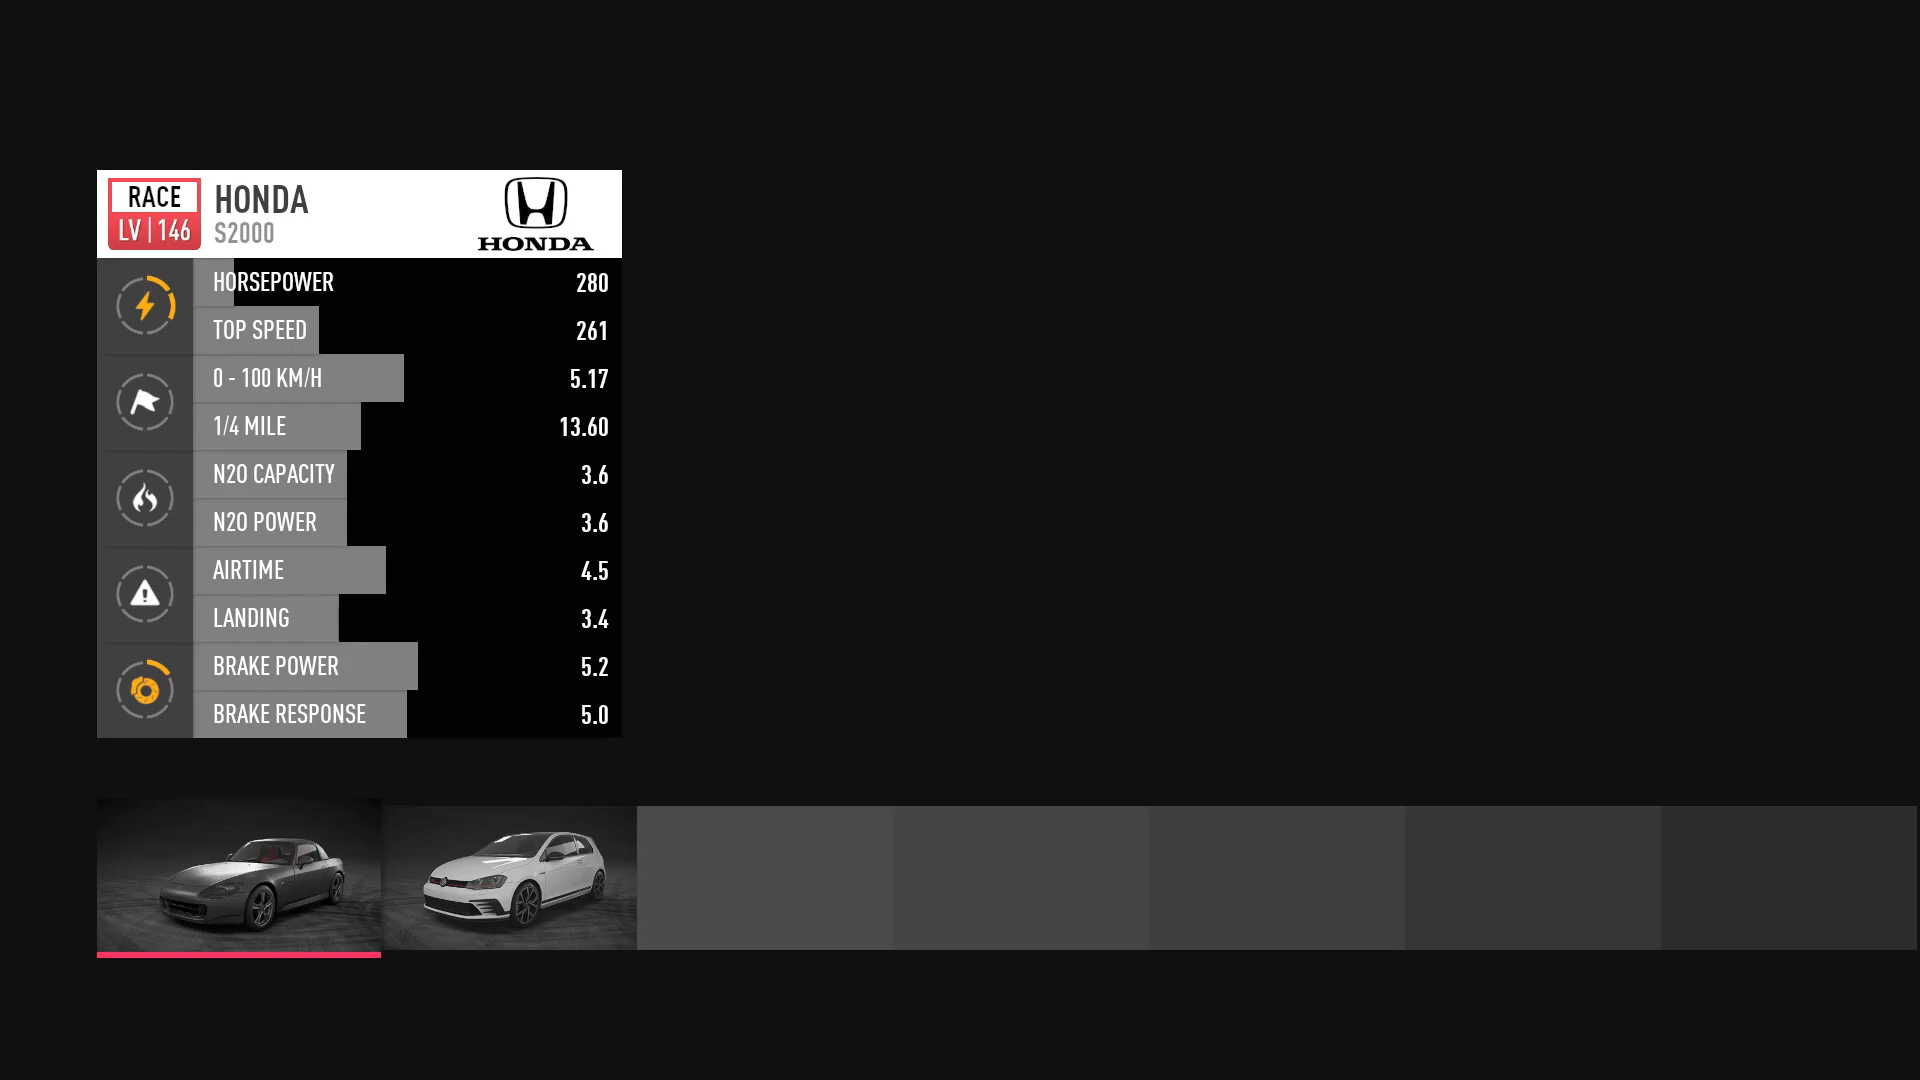 RACE
LV | 146
HONDA
S2000
HONDA
HORSEPOWER 280
TOP SPEED 261
0 - 100 KM/H 5.17
1/4 MILE 13.60
N2O CAPACITY 3.6
N2O POWER 3.6
AIRTIME 4.5
LANDING 3.4
BRAKE POWER 5.2
BRAKE RESPONSE 5.0